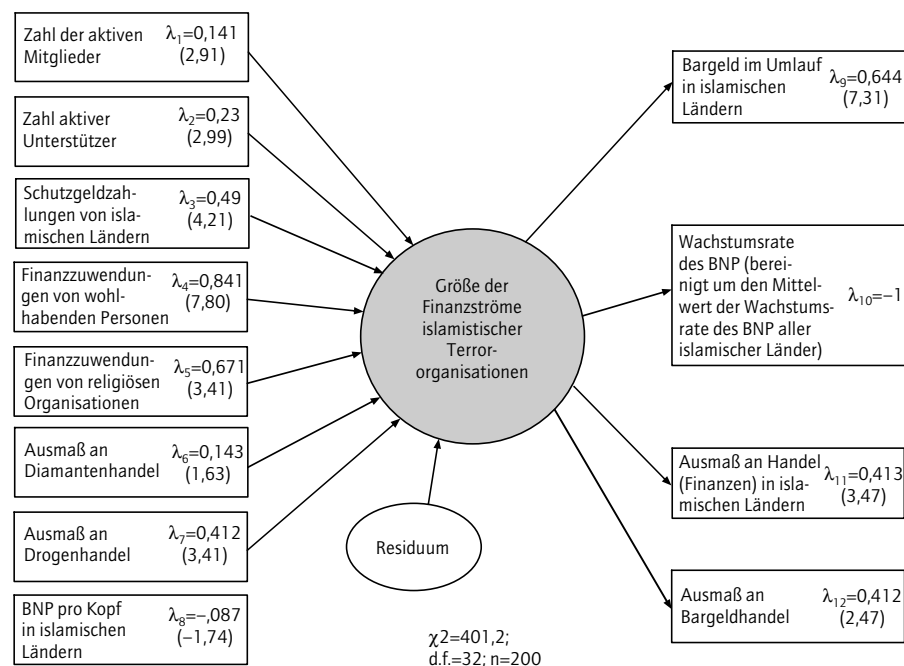 Zahl der aktiven
Mitglieder
λ1=0,141
(2,91)
Zahl aktiver
Unterstützer
λ2=0,23
(2,99)
Schutzgeldzah-
lungen von isla-
mischen Ländern
λ3=0,49
(4,21)
Finanzzuwendun-
gen von wohl-
habenden Personen
λ4=0,841
(7,80)
Finanzzuwendun-
gen von religiösen
Organisationen
λ5=0,671
(3,41)
Ausmaß an
Diamantenhandel
λ6=0,143
(1,63)
Ausmaß an
Drogenhandel
λ7=0,412
(3,41)
BNP pro Kopf
in islamischen
Ländern
λ8=–,087
(–1,74)
Größe der
Finanzströme
islamistischer
Terror-
organisationen
Residuum
χ2=401,2;
d.f.=32; n=200
Bargeld im Umlauf
in islamischen
Ländern
λ9=0,644
(7,31)
Wachstumsrate
des BNP (berei-
nigt um den Mittel-
wert der Wachstums-
rate des BNP aller
islamischer Länder)
λ10=–1
Ausmaß an Handel
(Finanzen) in isla-
mischen Ländern
λ11=0,413
(3,47)
Ausmaß an
Bargeldhandel
λ12=0,412
(2,47)